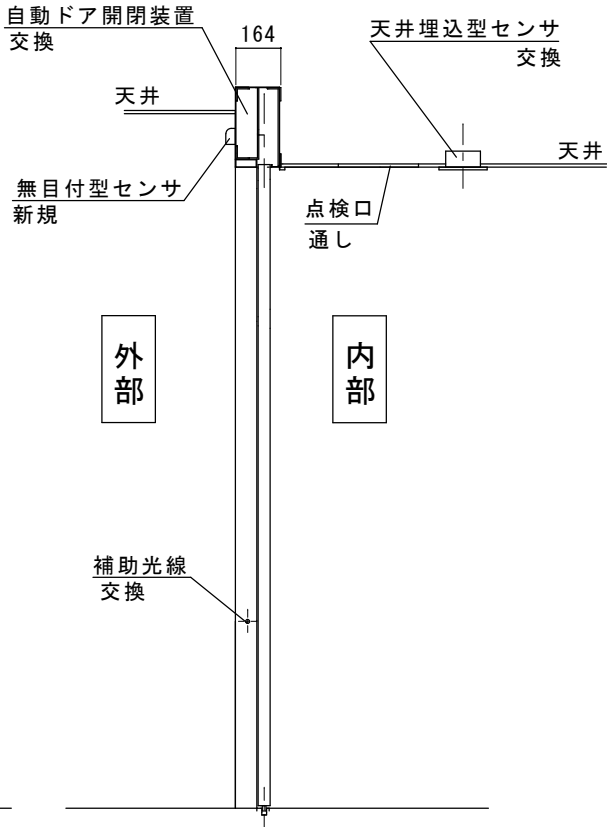 自動ドア開閉装置
交換
164
天井埋込型センサ
交換
天井
天井
無目付型センサ
新規
点検口
通し
外部
内部
補助光線
交換